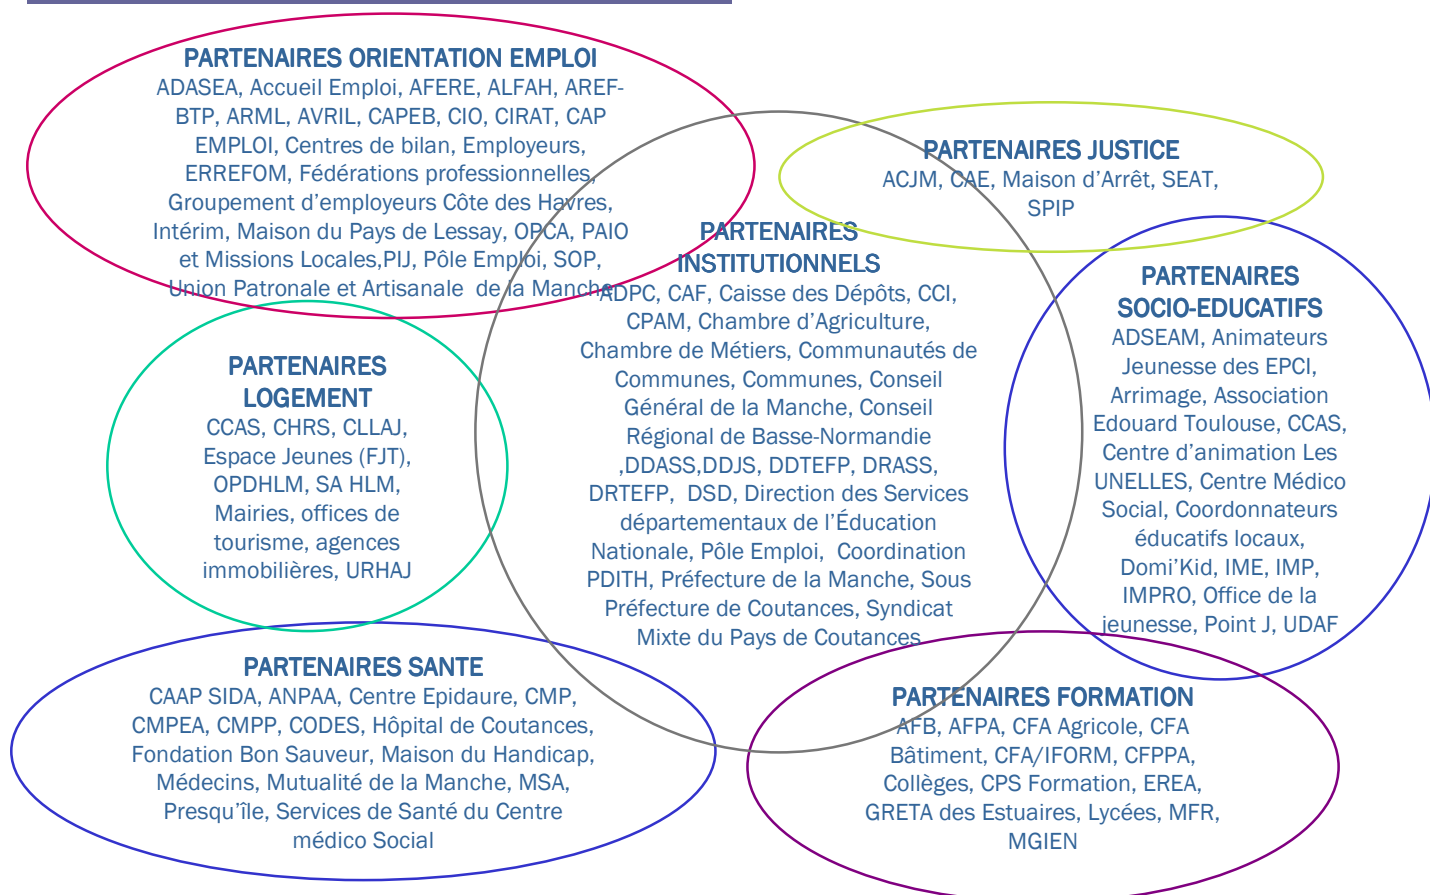 PARTENAIRES ORIENTATION EMPLOI
ADASEA, Accueil Emploi, AFERE, ALFAH, AREF-
BTP, ARML, AVRIL, CAPEB, CIO, CIRAT, CAP
EMPLOI, Centres de bilan, Employeurs,
ERREFOM, Fédérations professionnelles,
Groupement d'employeurs Côte des Havres,
Intérim, Maison du Pays de Lessay, OPCA, PAIO
et Missions Locales,PIJ, Pôle Emploi, SOP,
Union Patronale et Artisanale  de la Manche
PARTENAIRES JUSTICE
ACJM, CAE, Maison d'Arrêt, SEAT,
SPIP
PARTENAIRES
INSTITUTIONNELS
ADPC, CAF, Caisse des Dépôts, CCI,
CPAM, Chambre d'Agriculture,
Chambre de Métiers, Communautés de
Communes, Communes, Conseil
Général de la Manche, Conseil
Régional de Basse-Normandie
,DDASS,DDJS, DDTEFP, DRASS,
DRTEFP,  DSD, Direction des Services
départementaux de l'Éducation
Nationale, Pôle Emploi,  Coordination
PDITH, Préfecture de la Manche, Sous
Préfecture de Coutances, Syndicat
Mixte du Pays de Coutances
PARTENAIRES
SOCIO-EDUCATIFS
ADSEAM, Animateurs
Jeunesse des EPCI,
Arrimage, Association
Edouard Toulouse, CCAS,
Centre d'animation Les
UNELLES, Centre Médico
Social, Coordonnateurs
éducatifs locaux,
Domi'Kid, IME, IMP,
IMPRO, Office de la
jeunesse, Point J, UDAF
PARTENAIRES
LOGEMENT
CCAS, CHRS, CLLAJ,
Espace Jeunes (FJT),
OPDHLM, SA HLM,
Mairies, offices de
tourisme, agences
immobilières, URHAJ
PARTENAIRES SANTE
CAAP SIDA, ANPAA, Centre Epidaure, CMP,
CMPEA, CMPP, CODES, Hôpital de Coutances,
Fondation Bon Sauveur, Maison du Handicap,
Médecins, Mutualité de la Manche, MSA,
Presqu'île, Services de Santé du Centre
médico Social
PARTENAIRES FORMATION
AFB, AFPA, CFA Agricole, CFA
Bâtiment, CFA/IFORM, CFPPA,
Collèges, CPS Formation, EREA,
GRETA des Estuaires, Lycées, MFR,
MGIEN